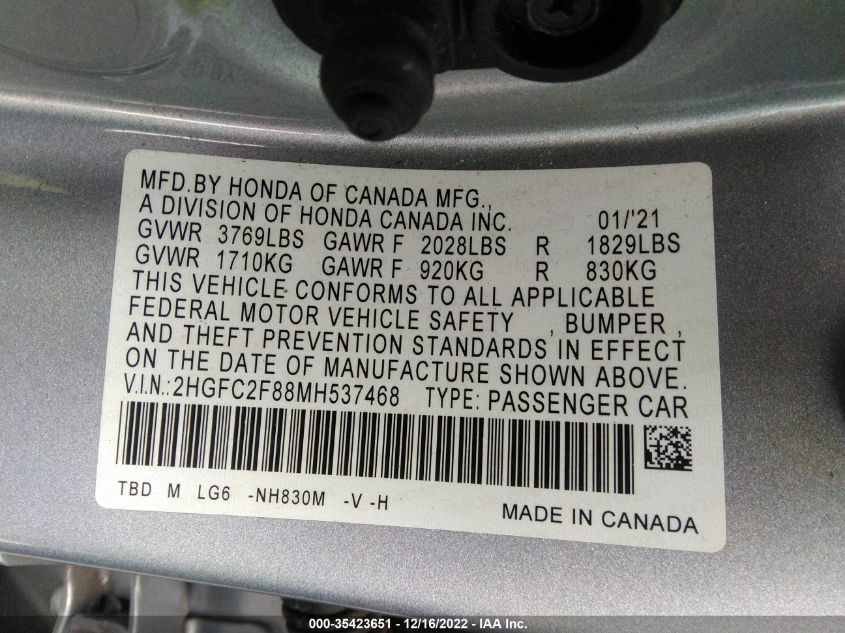 MFD.BY HONDA OF CANADA MFG.,
A DIVISION OF HONDA CANADA INC. 01/'21
GVWR 3769LBS GAWR F 2028LBS R 1829LBS
GVWR 1710KG GAWR F 920KG R 830KG
THIS VEHICLE CONFORMS TO ALL APPLICABLE
FEDERAL MOTOR VEHICLE SAFETY , BUMPER ,
AND THEFT PREVENTION STANDARDS IN EFFECT
ON THE DATE OF MANUFACTURE SHOWN ABOVE.
V.I.N.:2HGFC2F88MH537468 TYPE: PASSENGER CAR
TBD M LG6 -NH830M -V -H
MADE IN CANADA
000-35423651 - 12/16/2022 - IAA Inc.